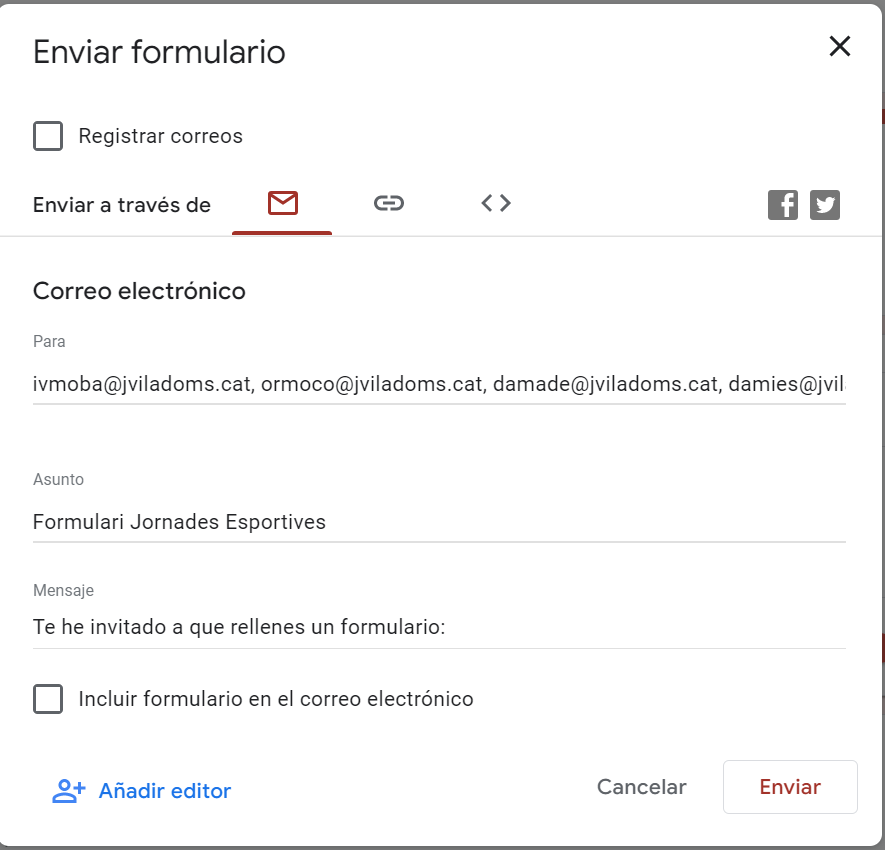 Enviar formulario
Registrar correos
Enviar a través de
Correo electrónico
Para
ivmoba@jviladoms.cat, ormoco@jviladoms.cat, damade@jviladoms.cat, damies@jvil
Asunto
Formulari Jornades Esportives
Mensaje
Te he invitado a que rellenes un formulario:
Incluir formulario en el correo electrónico
Añadir editor
Cancelar
Enviar